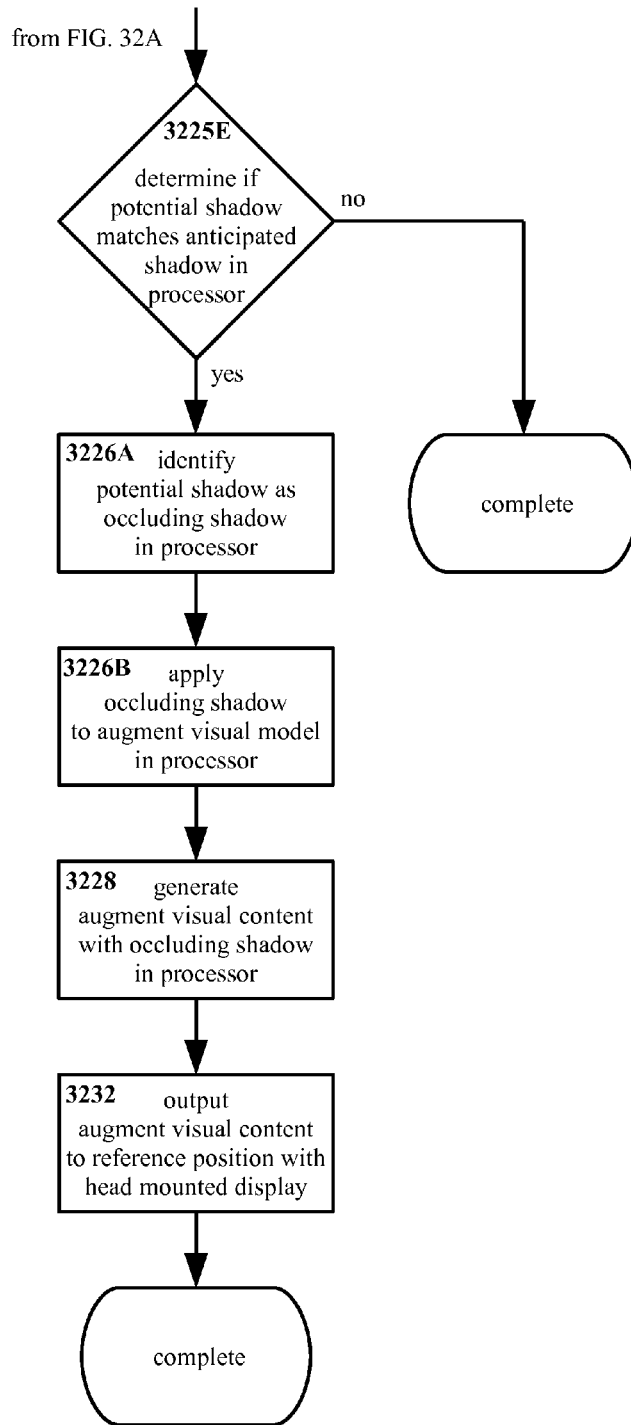 from FIG. 32A
3225E
determine if
potential shadow
matches anticipated
shadow in
processor
no
yes
3226A identify
potential shadow as
occluding shadow
in processor
complete
3226B apply
occluding shadow
to augment visual model
in processor
3228 generate
augment visual content
with occluding shadow
in processor
3232 output
augment visual content
to reference position with
head mounted display
complete